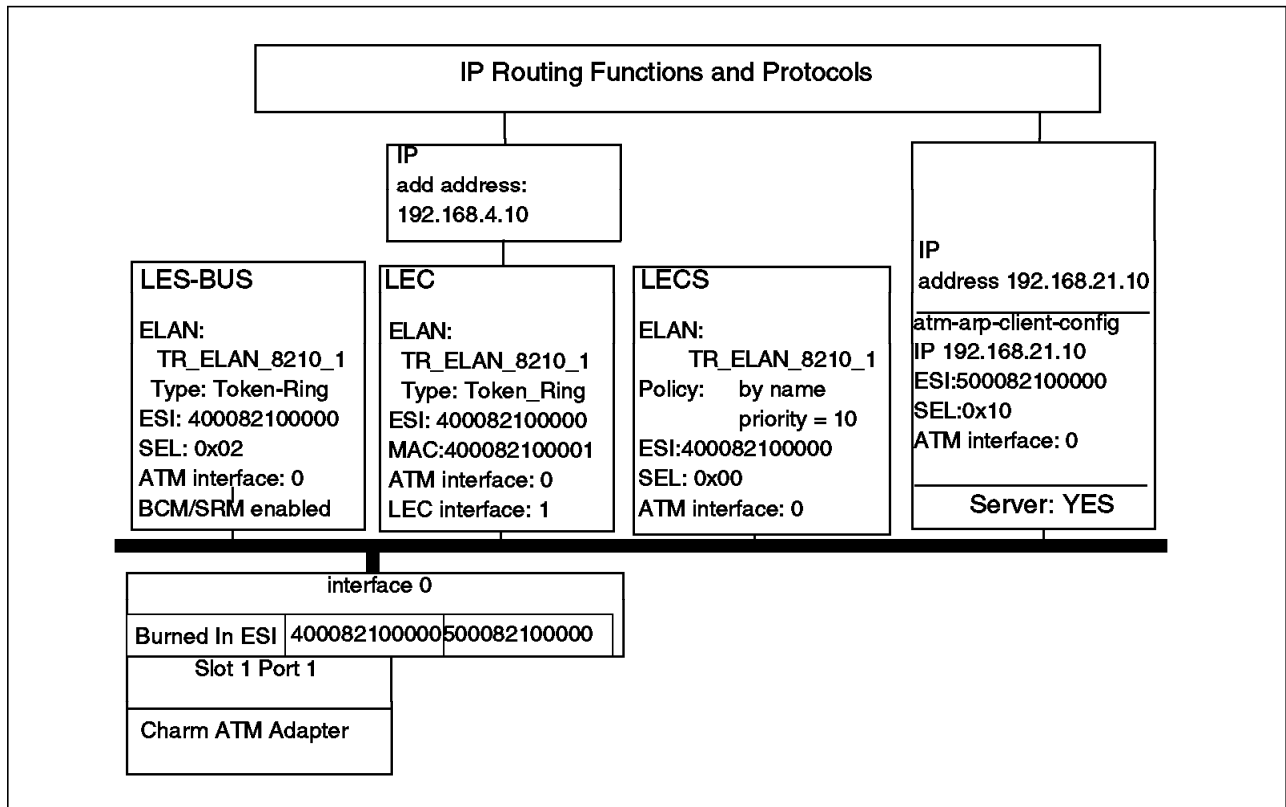 IP Routing Functions and Protocols
IP
add address:
192.168.4.10
LES-BUS
ELAN:
TR_ELAN_8210_1
Type: Token-Ring
ESI: 400082100000
SEL: 0x02
ATM interface: 0
BCM/SRM enabled
LEC
ELAN:
TR_ELAN_8210_1
Type: Token_Ring
ESI: 400082100000
MAC:400082100001
ATM interface: 0
LEC interface: 1
LECS
ELAN:
TR_ELAN_8210_1
Policy: by name
priority = 10
ESI:400082100000
SEL: 0x00
ATM interface: 0
IP
address 192.168.21.10
atm-arp-client-config
IP 192.168.21.10
ESI:500082100000
SEL:0x10
ATM interface: 0
Server: YES
interface 0
Burned In ESI 400082100000 500082100000
Slot 1 Port 1
Charm ATM Adapter